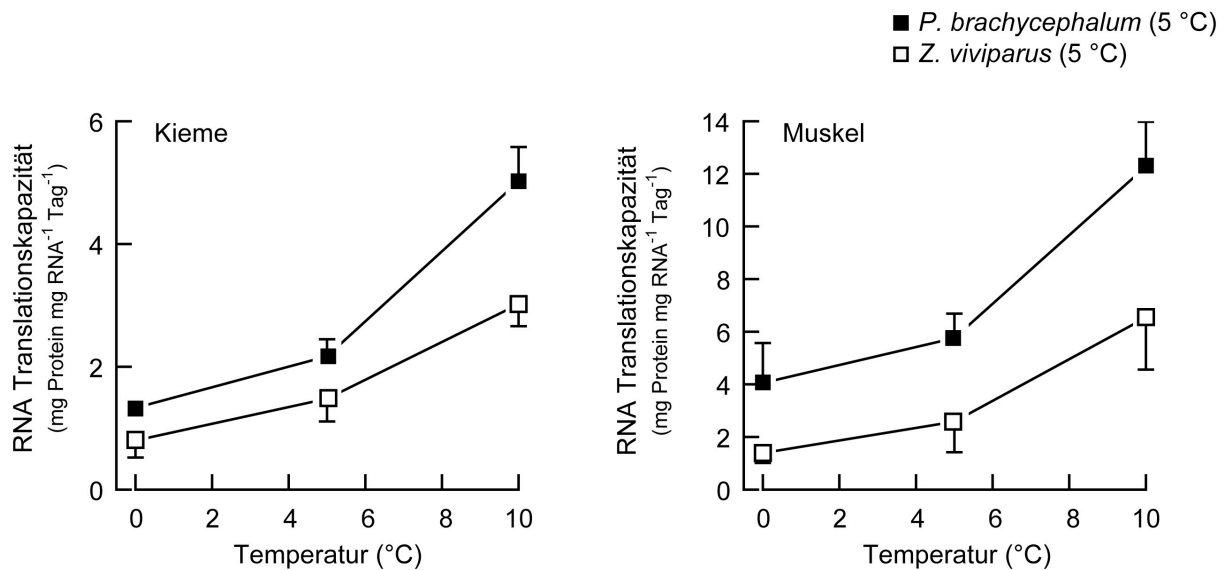 P. brachycephalum (5 °C)
Z. viviparus (5 °C)
Kieme
RNA Translationskapazität
(mg Protein mg RNA⁻¹ Tag⁻¹)
6
4
2
0
0 2 4 6 8 10
Temperatur (°C)
Muskel
RNA Translationskapazität
(mg Protein mg RNA⁻¹ Tag⁻¹)
14
12
10
8
6
4
2
0
0 2 4 6 8 10
Temperatur (°C)